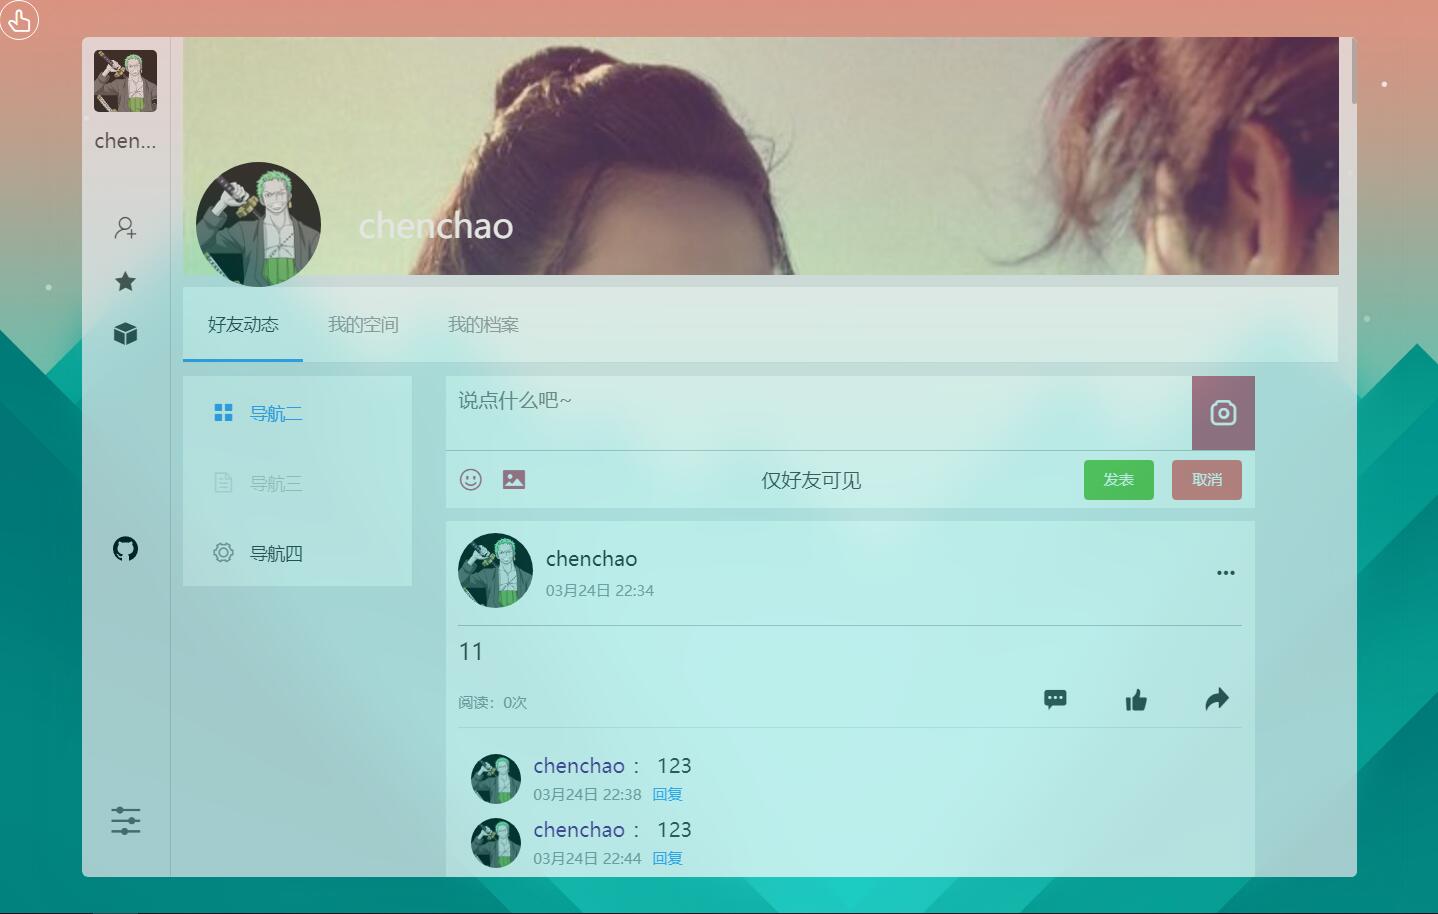 chen...
chenchao
好友动态 我的空间 我的档案
导航二
导航三
导航四
说点什么吧~
仅好友可见 发表 取消
chenchao
03月24日 22:34
11
阅读：0次
chenchao： 123
03月24日 22:38 回复
chenchao： 123
03月24日 22:44 回复